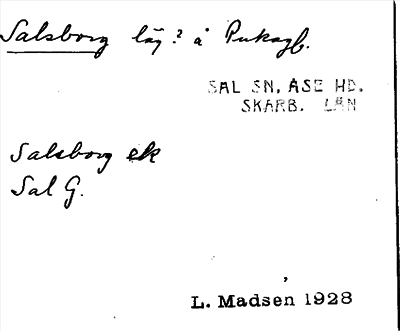 Salsborg läg? å Pukagb.
SAL SN. ÅSE HD.
SKARB. LÄN
Salsborg ek
Sal G.
L. Madsen 1928